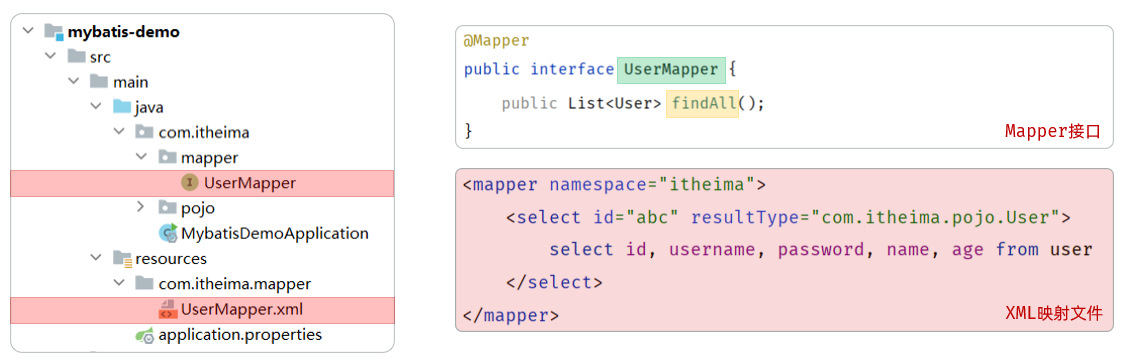 mybatis-demo
src
main
java
com.itheima
mapper
I UserMapper
pojo
MybatisDemoApplication
resources
com.itheima.mapper
UserMapper.xml
application.properties
@Mapper
public interface UserMapper {
public List<User> findAll();
}
Mapper接口
<mapper namespace="itheima">
<select id="abc" resultType="com.itheima.pojo.User">
select id, username, password, name, age from user
</select>
</mapper>
XML映射文件